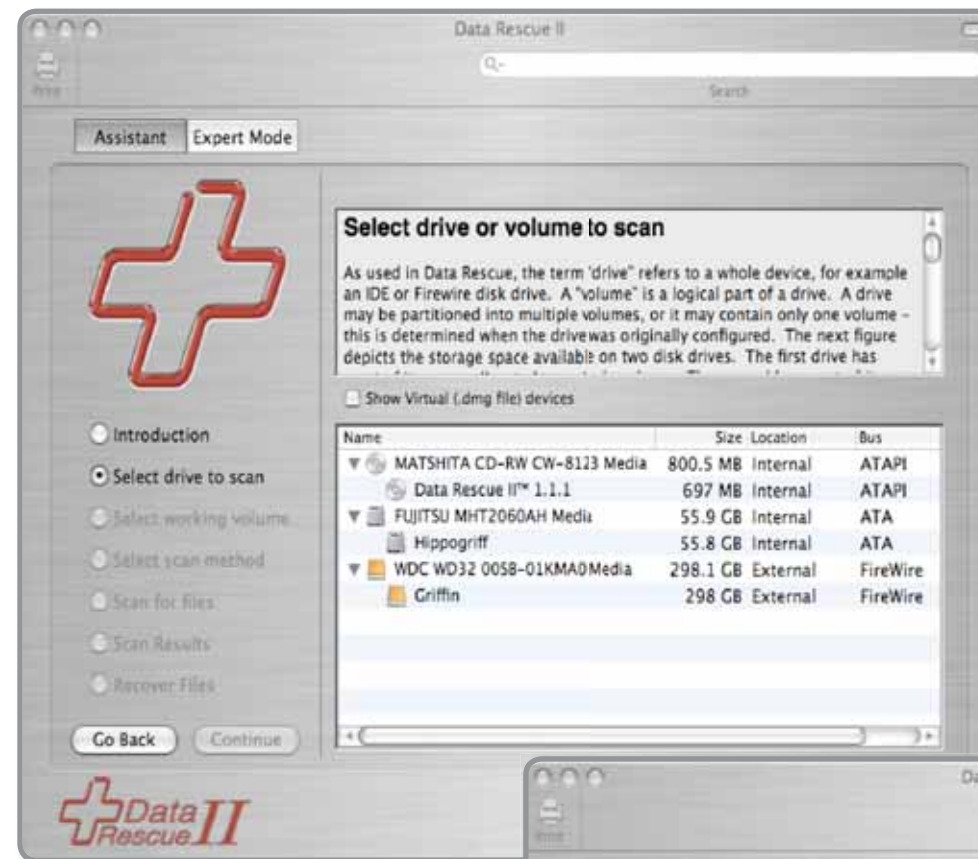 Data Rescue II
Print
Search
Assistant
Expert Mode
Select drive or volume to scan
As used in Data Rescue, the term "drive" refers to a whole device, for example
an IDE or Firewire disk drive. A "volume" is a logical part of a drive. A drive
may be partitioned into multiple volumes, or it may contain only one volume –
this is determined when the drive was originally configured. The next figure
depicts the storage space available on two disk drives. The first drive has
Show Virtual (.dmg file) devices
Introduction
Select drive to scan
Select working volume
Select scan method
Scan for files
Scan Results
Recover Files
Go Back
Continue
Name Size Location Bus
MATSHITA CD-RW CW-8123 Media 800.5 MB Internal ATAPI
Data Rescue II™ 1.1.1 697 MB Internal ATAPI
FUJITSU MHT2060AH Media 55.9 GB Internal ATA
Hippogriff 55.8 GB Internal ATA
WDC WD32 00SB-01KMA0 Media 298.1 GB External FireWire
Griffin 298 GB External FireWire
Data
Rescue II
Da
Print